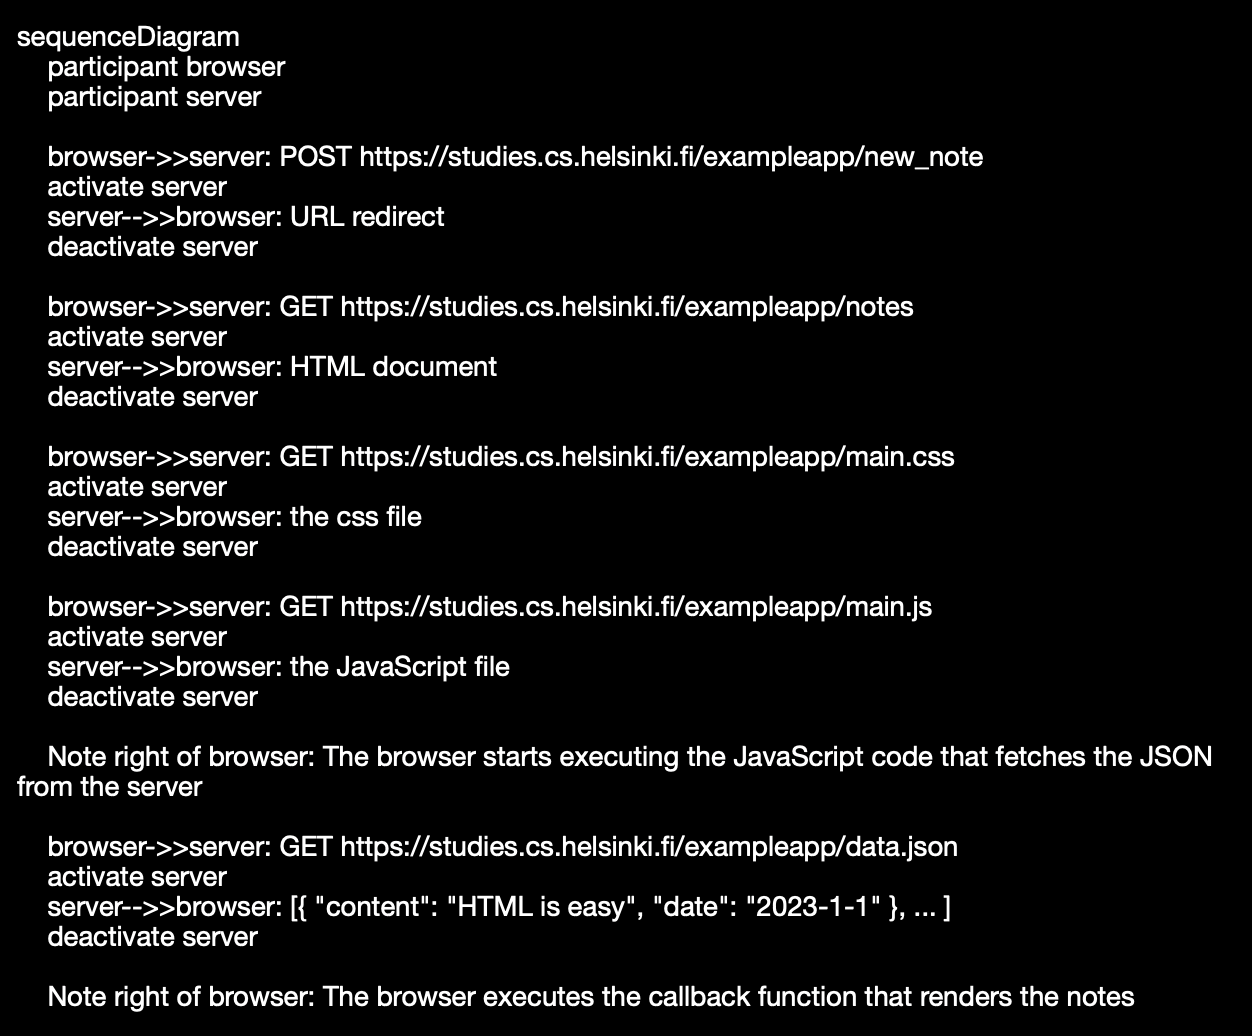 sequenceDiagram
participant browser
participant server
browser->>server: POST https://studies.cs.helsinki.fi/exampleapp/new_note
activate server
server-->>browser: URL redirect
deactivate server
browser->>server: GET https://studies.cs.helsinki.fi/exampleapp/notes
activate server
server-->>browser: HTML document
deactivate server
browser->>server: GET https://studies.cs.helsinki.fi/exampleapp/main.css
activate server
server-->>browser: the css file
deactivate server
browser->>server: GET https://studies.cs.helsinki.fi/exampleapp/main.js
activate server
server-->>browser: the JavaScript file
deactivate server
Note right of browser: The browser starts executing the JavaScript code that fetches the JSON
from the server
browser->>server: GET https://studies.cs.helsinki.fi/exampleapp/data.json
activate server
server-->>browser: [{ "content": "HTML is easy", "date": "2023-1-1" }, ... ]
deactivate server
Note right of browser: The browser executes the callback function that renders the notes